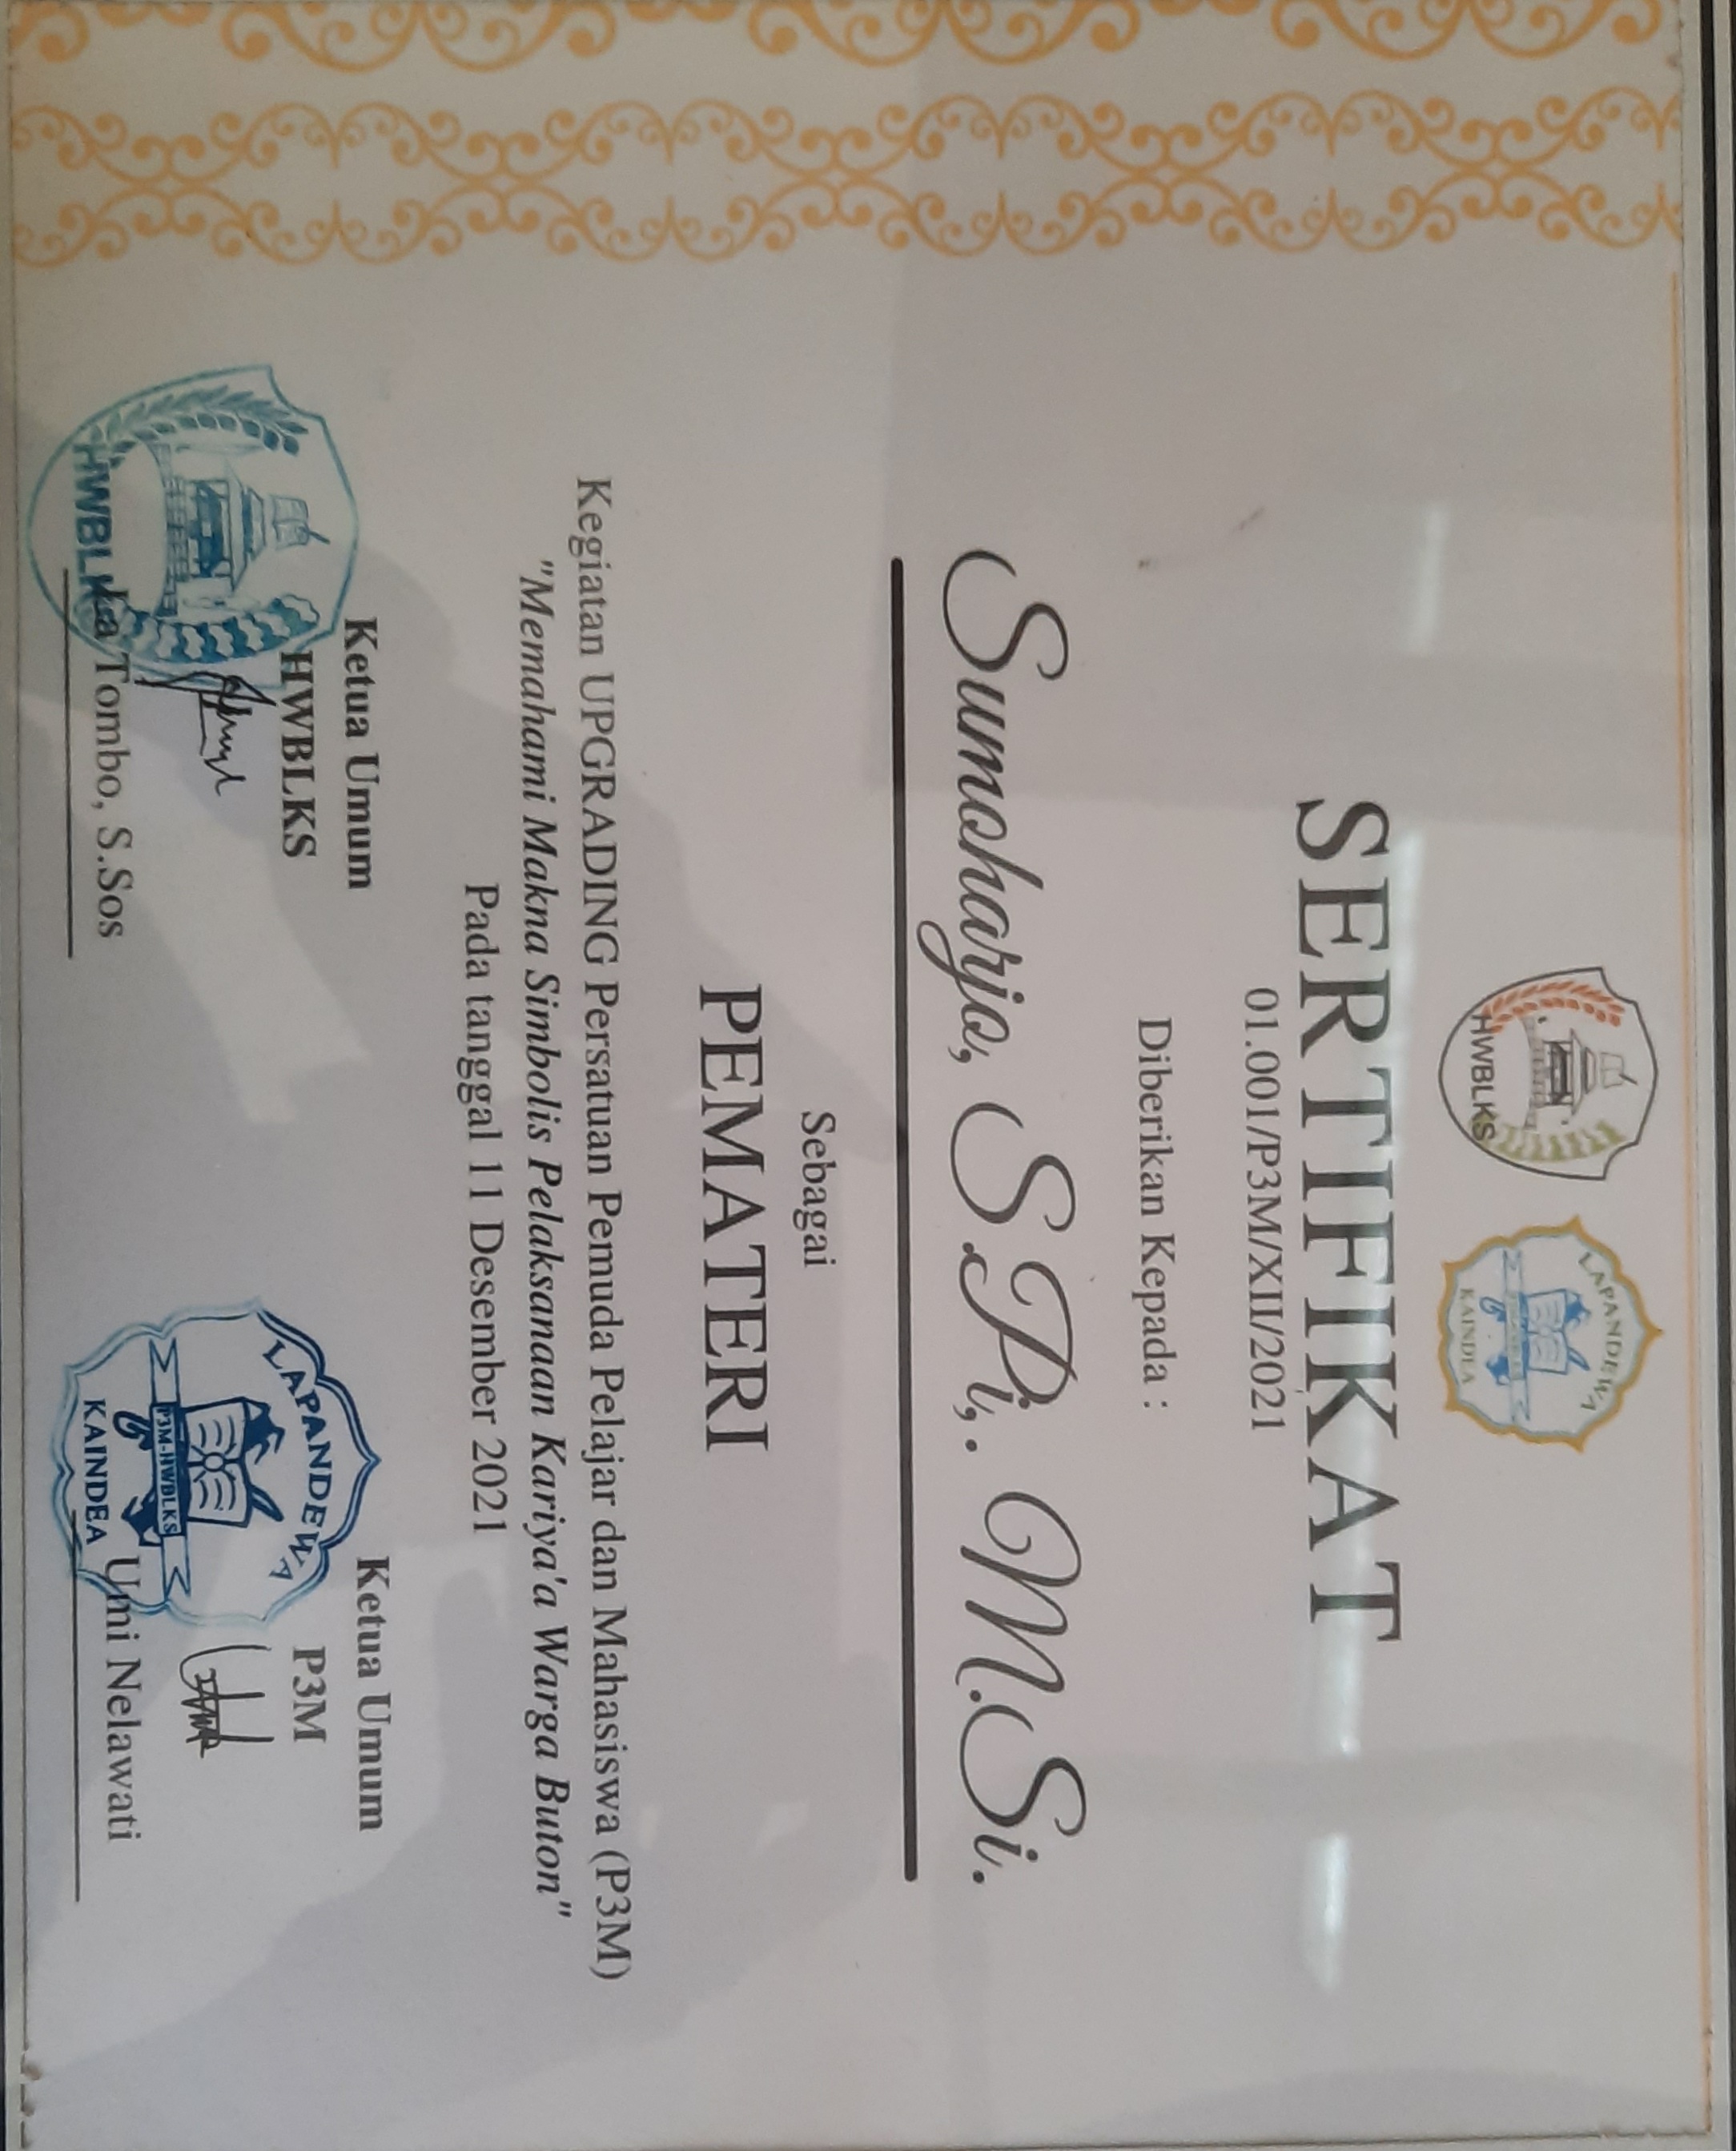 HWBLKS
LAPANDEWA
KAINDEA
SERTIFIKAT
01.001/P3M/XII/2021
Diberikan Kepada :
Sunoharjo, S.Pi,. M.Si.
Sebagai
PEMATERI
Kegiatan UPGRADING Persatuan Pemuda Pelajar dan Mahasiswa (P3M)
"Memahami Makna Simbolis Pelaksanaan Kariya'a Warga Buton"
Pada tanggal 11 Desember 2021
Ketua Umum
HWBLKS
HWBLKS
La Tombo, S.Sos
Ketua Umum
P3M
LAPANDEWA
P3M-HWBLKS
KAINDEA
Umi Nelawati